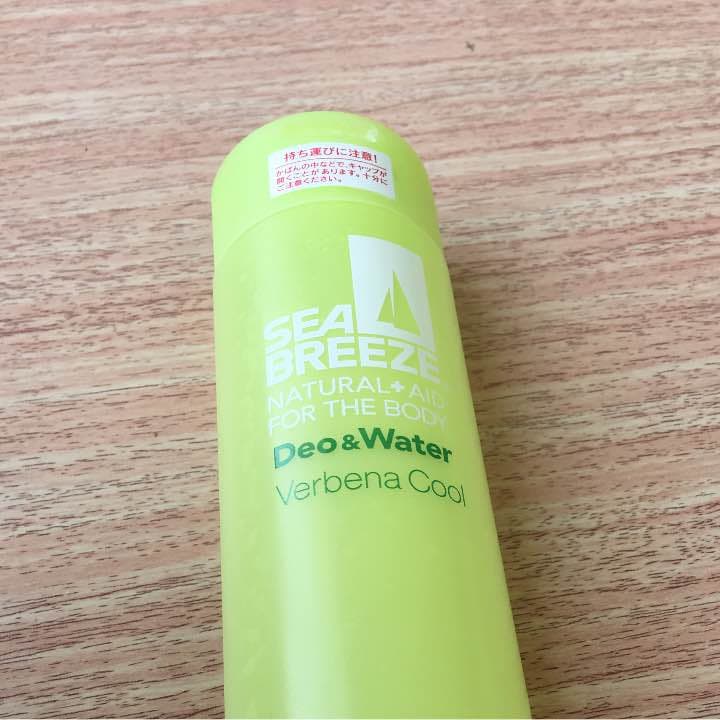 持ち運びに注意!
かばんの中などで、キャップが
開くことがあります。十分に
ご注意ください。
SEA
BREEZE
NATURAL+AID
FOR THE BODY
Deo&Water
Verbena Cool